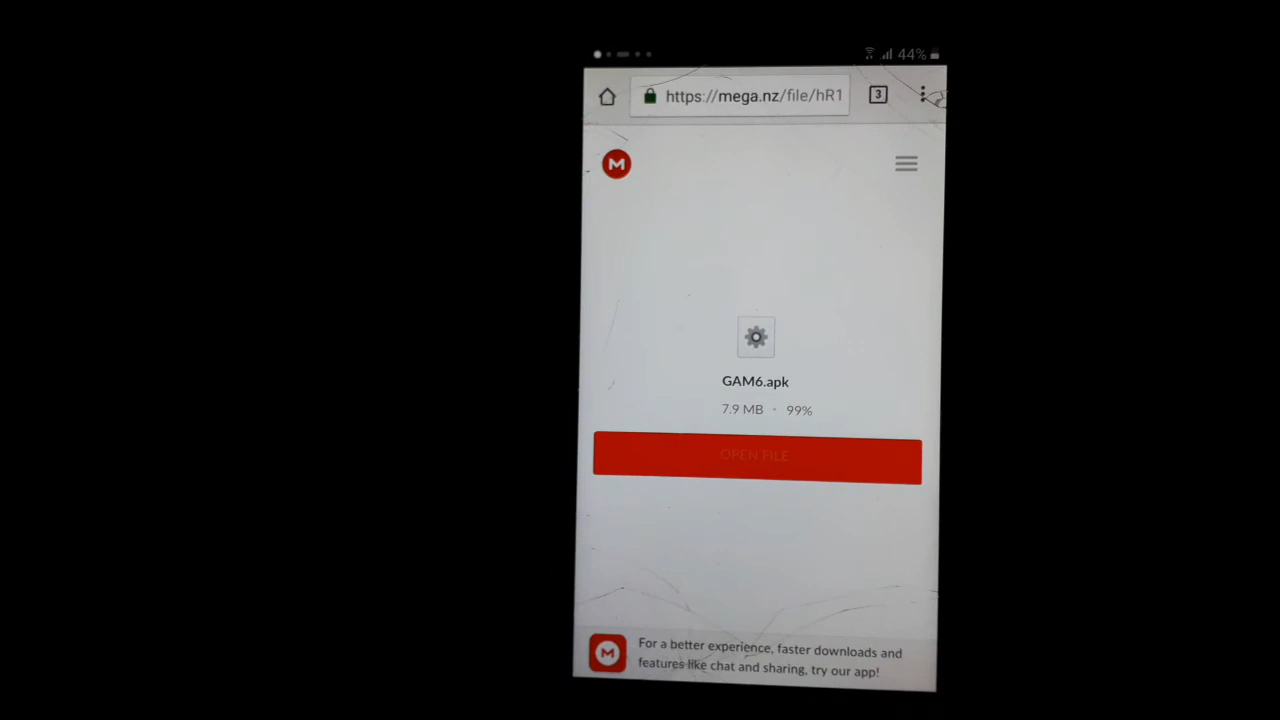 44%
https://mega.nz/file/hR1
3
M
GAM6.apk
7.9 MB · 99%
OPEN FILE
M
For a better experience, faster downloads and
features like chat and sharing, try our app!